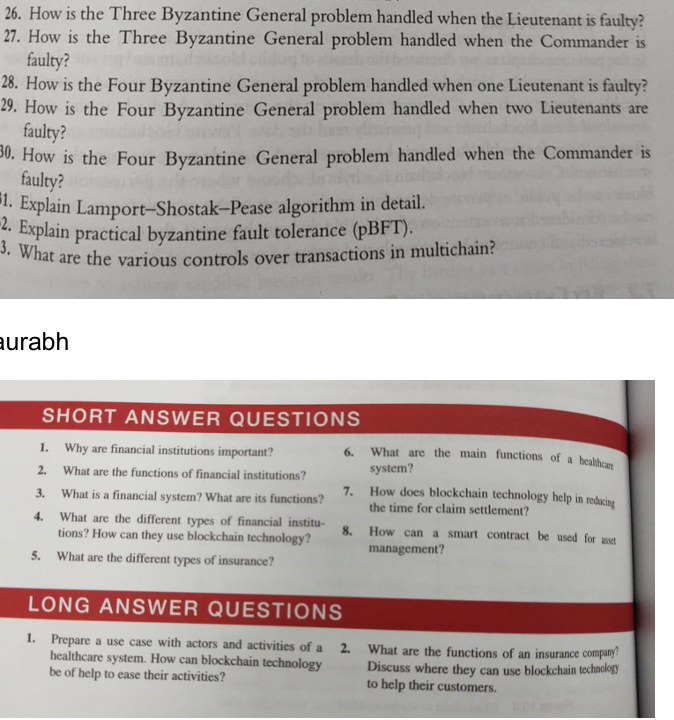 26. How is the Three Byzantine General problem handled when the Lieutenant is faulty?
27. How is the Three Byzantine General problem handled when the Commander is
faulty?
28. How is the Four Byzantine General problem handled when one Lieutenant is faulty?
29. How is the Four Byzantine General problem handled when two Lieutenants are
faulty?
30. How is the Four Byzantine General problem handled when the Commander is
faulty?
31. Explain Lamport–Shostak–Pease algorithm in detail.
2. Explain practical byzantine fault tolerance (pBFT).
3. What are the various controls over transactions in multichain?
aurabh
SHORT ANSWER QUESTIONS
1. Why are financial institutions important?
2. What are the functions of financial institutions?
3. What is a financial system? What are its functions?
4. What are the different types of financial institu-
tions? How can they use blockchain technology?
5. What are the different types of insurance?
6. What are the main functions of a healthcare
system?
7. How does blockchain technology help in reducing
the time for claim settlement?
8. How can a smart contract be used for asset
management?
LONG ANSWER QUESTIONS
1. Prepare a use case with actors and activities of a
healthcare system. How can blockchain technology
be of help to ease their activities?
2. What are the functions of an insurance company?
Discuss where they can use blockchain technology
to help their customers.